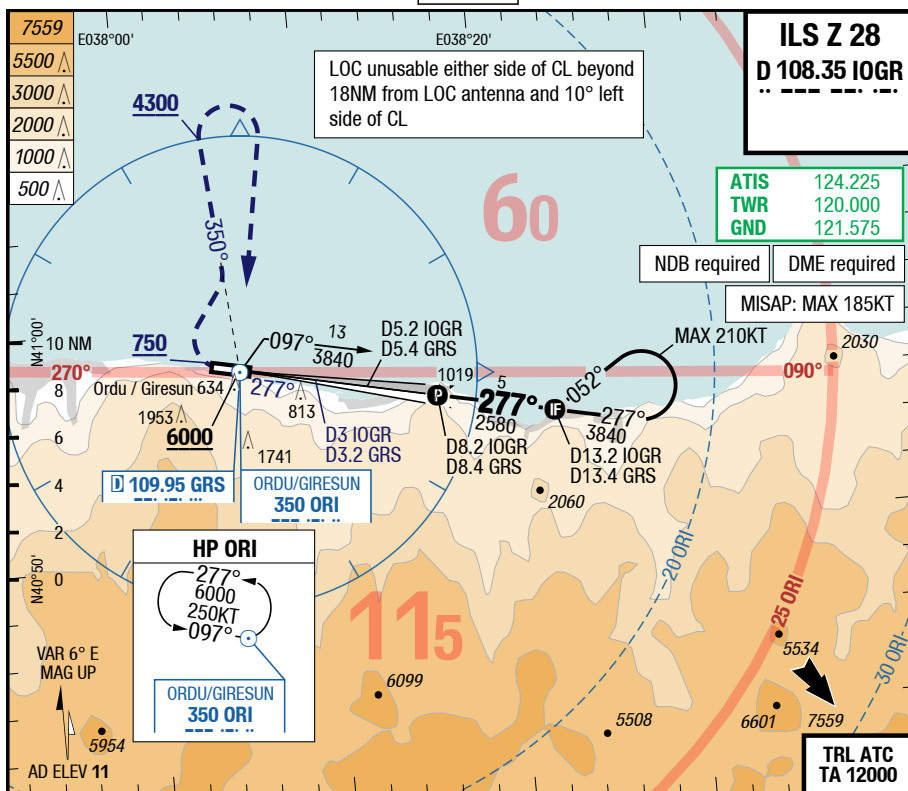 7559
5500
3000
2000
1000
500
E038°00'
E038°20'
LOC unusable either side of CL beyond
18NM from LOC antenna and 10° left
side of CL
ILS Z 28
D 108.35 IOGR
ATIS 124.225
TWR 120.000
GND 121.575
NDB required
DME required
MISAP: MAX 185KT
4300
350°
60
MAX 210KT
2030
N41°00'
10 NM
750
097°
13
3840
D5.2 IOGR
D5.4 GRS
270°
090°
8
Ordu / Giresun 634
277°
1019
5
277°
2580
052°
IF
277°
3840
P
1953
813
6000
D3 IOGR
D3.2 GRS
D8.2 IOGR
D8.4 GRS
D13.2 IOGR
D13.4 GRS
6
1741
4
D 109.95 GRS
ORDU/GIRESUN
350 ORI
2060
2
HP ORI
277°
6000
250KT
097°
ORDU/GIRESUN
350 ORI
N40°50'
0
20 ORI
115
25 ORI
30 ORI
VAR 6° E
MAG UP
5534
6099
5508
6601
7559
5954
AD ELEV 11
TRL ATC
TA 12000